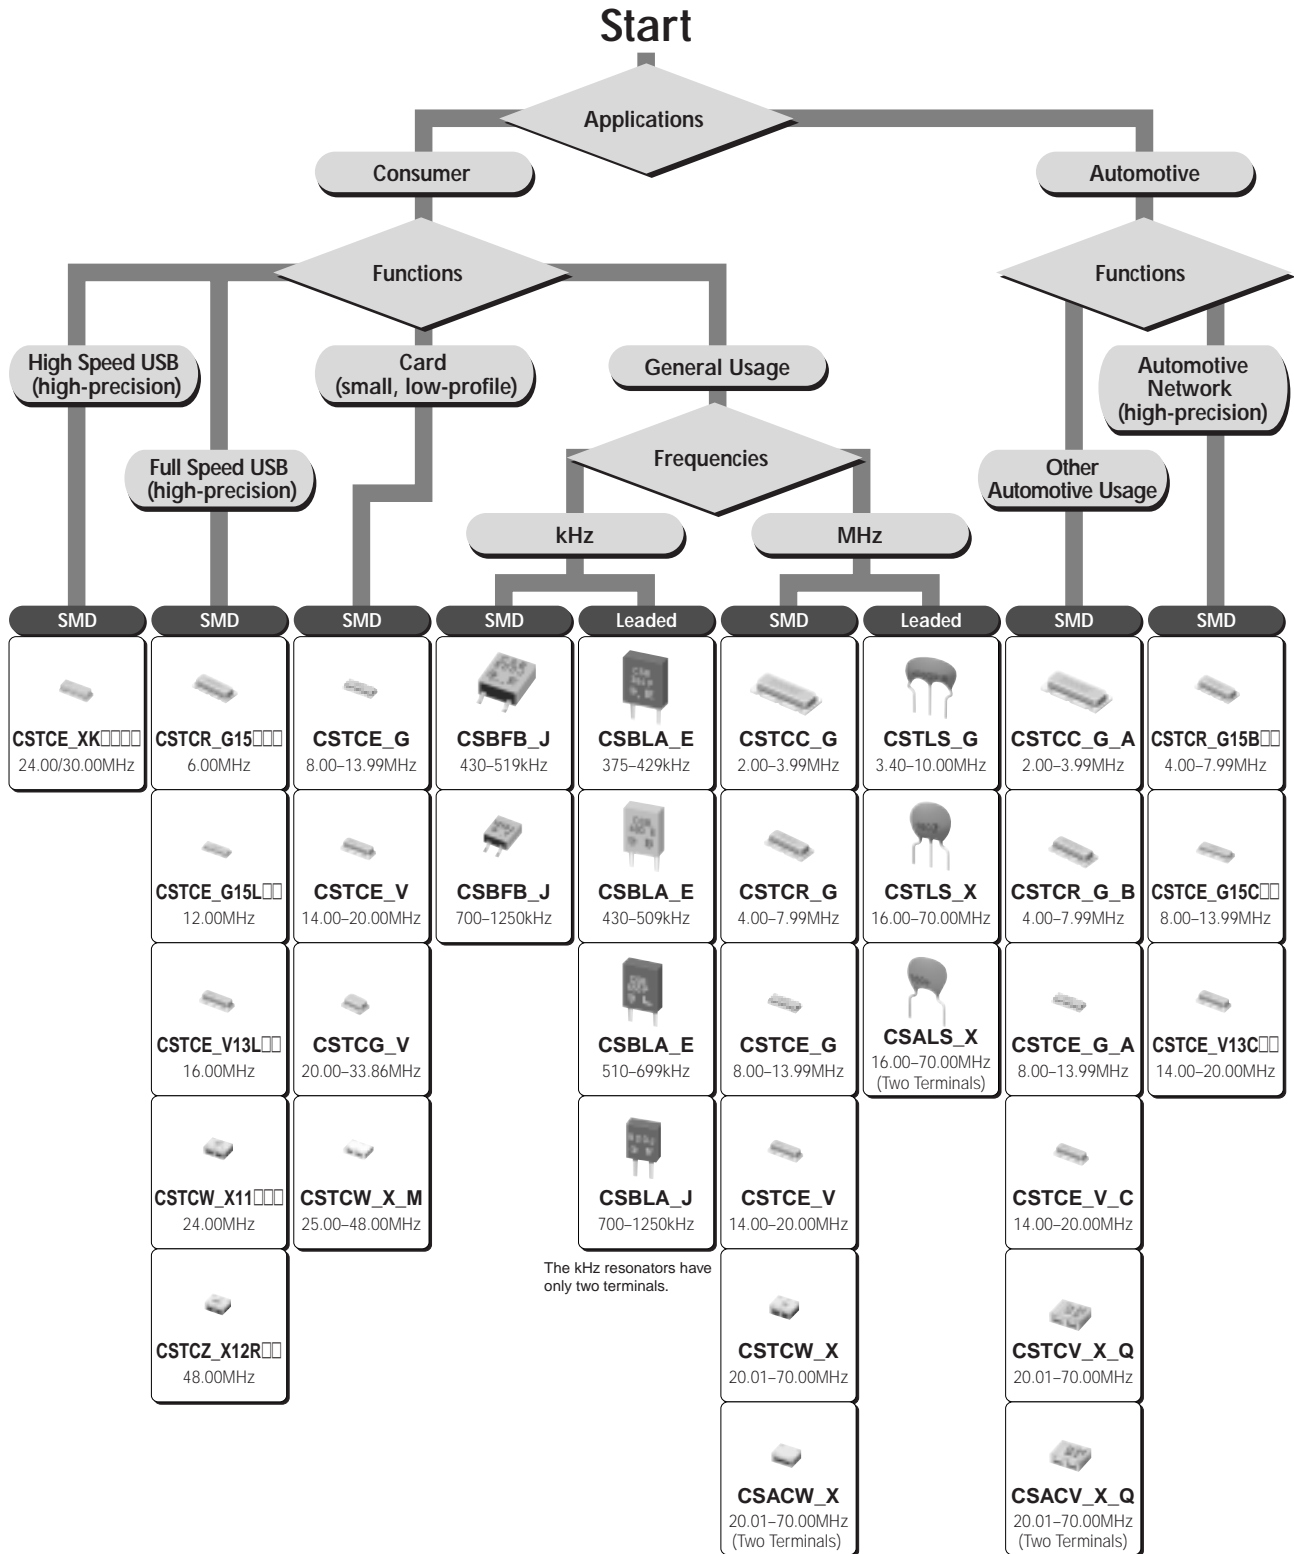 Start
Applications
Consumer
Automotive
Functions
Functions
High Speed USB
(high-precision)
Card
(small, low-profile)
General Usage
Automotive
Network
(high-precision)
Full Speed USB
(high-precision)
Frequencies
Other
Automotive Usage
kHz
MHz
SMD
SMD
SMD
SMD
Leaded
SMD
Leaded
SMD
SMD
CSTCE_XK□□□□
24.00/30.00MHz
CSTCR_G15□□□
6.00MHz
CSTCE_G15L□□
12.00MHz
CSTCE_V13L□□
16.00MHz
CSTCW_X11□□□
24.00MHz
CSTCZ_X12R□□
48.00MHz
CSTCE_G
8.00–13.99MHz
CSTCE_V
14.00–20.00MHz
CSTCG_V
20.00–33.86MHz
CSTCW_X_M
25.00–48.00MHz
CSBFB_J
430–519kHz
CSBFB_J
700–1250kHz
CSBLA_E
375–429kHz
CSBLA_E
430–509kHz
CSBLA_E
510–699kHz
CSBLA_J
700–1250kHz
The kHz resonators have
only two terminals.
CSTCC_G
2.00–3.99MHz
CSTCR_G
4.00–7.99MHz
CSTCE_G
8.00–13.99MHz
CSTCE_V
14.00–20.00MHz
CSTCW_X
20.01–70.00MHz
CSACW_X
20.01–70.00MHz
(Two Terminals)
CSTLS_G
3.40–10.00MHz
CSTLS_X
16.00–70.00MHz
CSALS_X
16.00–70.00MHz
(Two Terminals)
CSTCC_G_A
2.00–3.99MHz
CSTCR_G_B
4.00–7.99MHz
CSTCE_G_A
8.00–13.99MHz
CSTCE_V_C
14.00–20.00MHz
CSTCV_X_Q
20.01–70.00MHz
CSACV_X_Q
20.01–70.00MHz
(Two Terminals)
CSTCR_G15B□□
4.00–7.99MHz
CSTCE_G15C□□
8.00–13.99MHz
CSTCE_V13C□□
14.00–20.00MHz